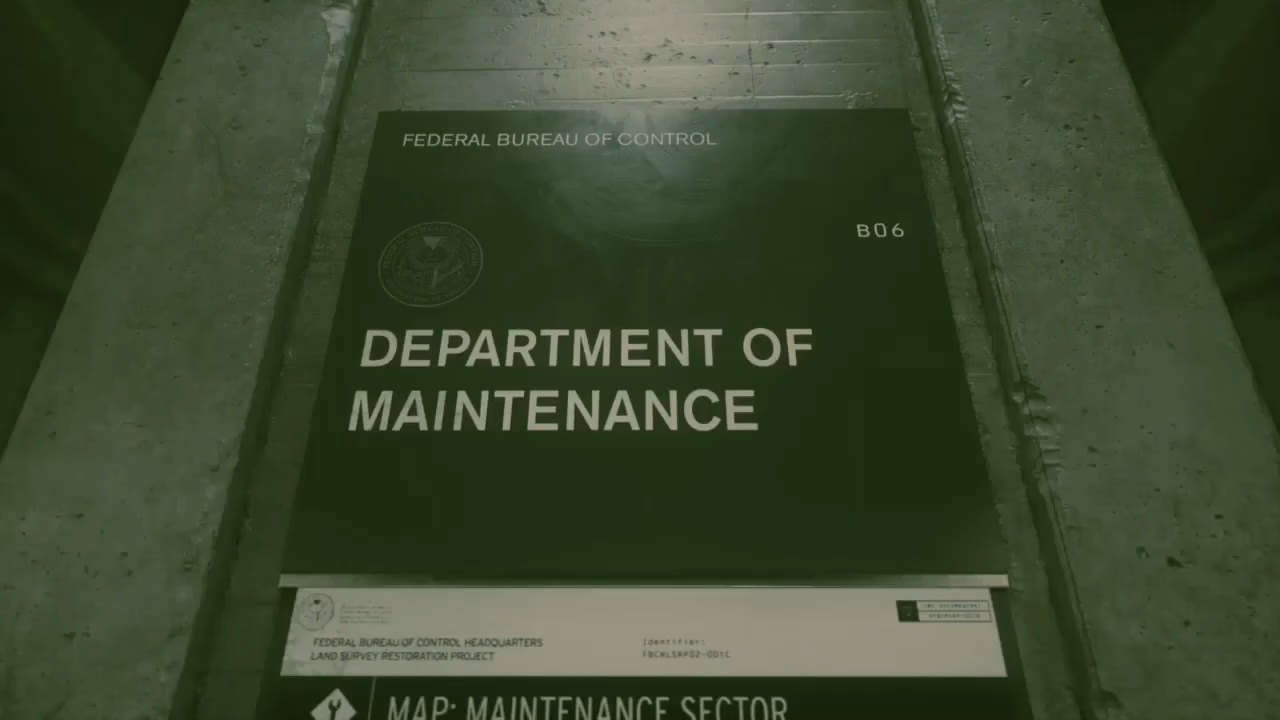 FEDERAL BUREAU OF CONTROL
B06
DEPARTMENT OF
MAINTENANCE
FEDERAL BUREAU OF CONTROL HEADQUARTERS
LAND SURVEY RESTORATION PROJECT
Identifier:
MAP: MAINTENANCE SECTOR